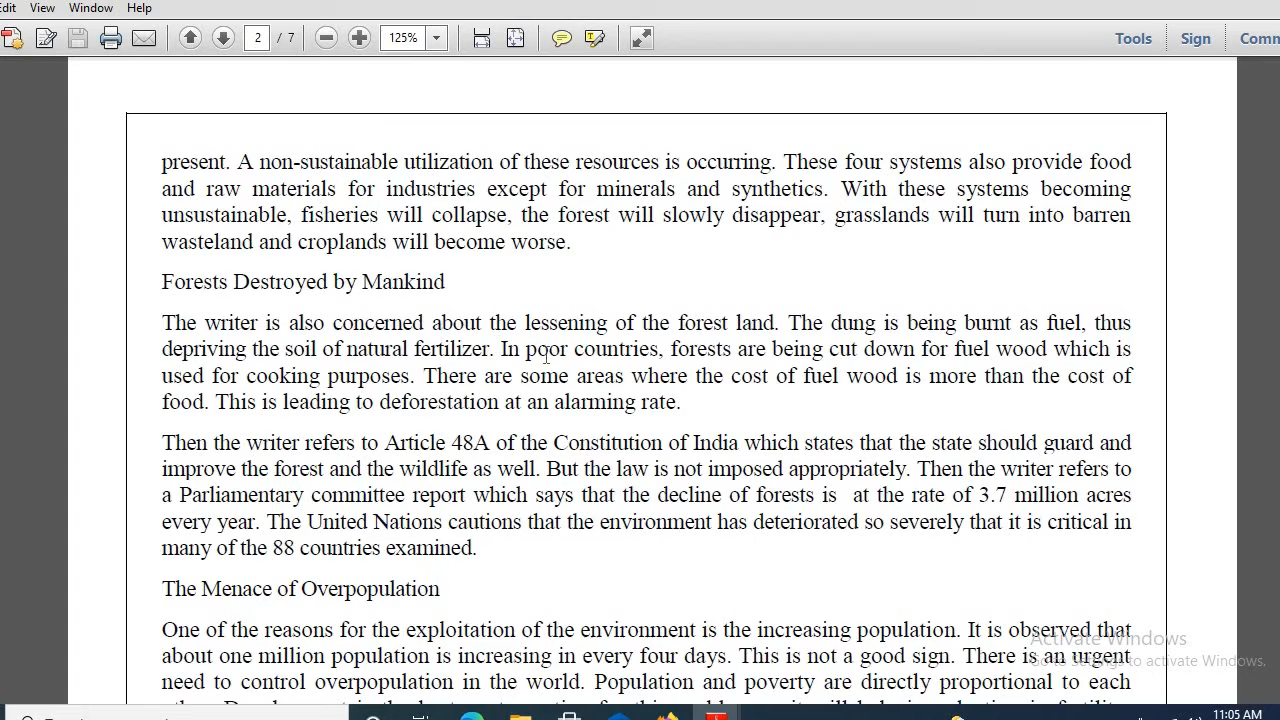 Edit View Window Help
2 / 7 125% Tools Sign Comm
present. A non-sustainable utilization of these resources is occurring. These four systems also provide food
and raw materials for industries except for minerals and synthetics. With these systems becoming
unsustainable, fisheries will collapse, the forest will slowly disappear, grasslands will turn into barren
wasteland and croplands will become worse.
Forests Destroyed by Mankind
The writer is also concerned about the lessening of the forest land. The dung is being burnt as fuel, thus
depriving the soil of natural fertilizer. In poor countries, forests are being cut down for fuel wood which is
used for cooking purposes. There are some areas where the cost of fuel wood is more than the cost of
food. This is leading to deforestation at an alarming rate.
Then the writer refers to Article 48A of the Constitution of India which states that the state should guard and
improve the forest and the wildlife as well. But the law is not imposed appropriately. Then the writer refers to
a Parliamentary committee report which says that the decline of forests is at the rate of 3.7 million acres
every year. The United Nations cautions that the environment has deteriorated so severely that it is critical in
many of the 88 countries examined.
The Menace of Overpopulation
One of the reasons for the exploitation of the environment is the increasing population. It is observed that
Activate Windows
about one million population is increasing in every four days. This is not a good sign. There is an urgent
Go to Settings to activate Windows.
need to control overpopulation in the world. Population and poverty are directly proportional to each
11:05 AM